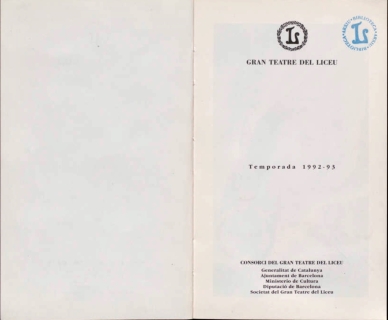 GRAN TEATRE DEL LICEU
Temporada 1992-93
CONSORCI DEL GRAN TEATRE DEL LICEU
Generalitat de Catalunya
Ajuntament de Barcelona
Ministerio de Cultura
Diputació de Barcelona
Societat del Gran Teatre del Liceu